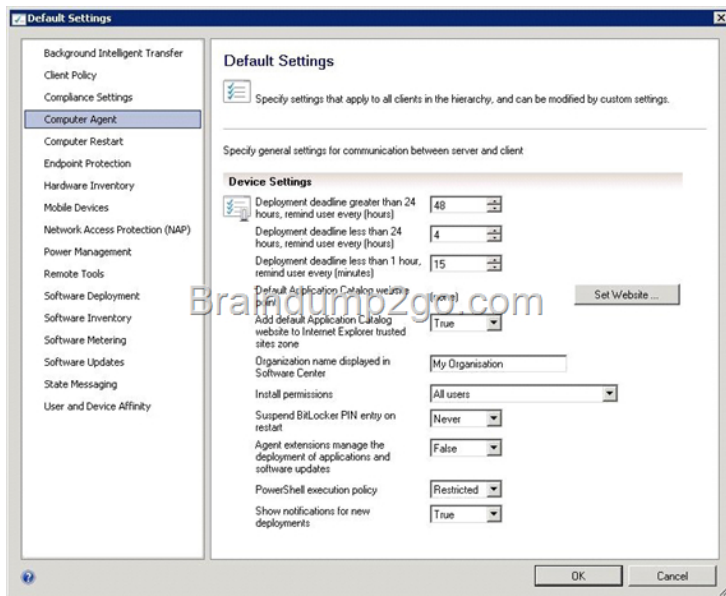 Default Settings
Background Intelligent Transfer
Client Policy
Compliance Settings
Computer Agent
Computer Restart
Endpoint Protection
Hardware Inventory
Mobile Devices
Network Access Protection (NAP)
Power Management
Remote Tools
Software Deployment
Software Inventory
Software Metering
Software Updates
State Messaging
User and Device Affinity
Default Settings
Specify settings that apply to all clients in the hierarchy, and can be modified by custom settings.
Specify general settings for communication between server and client
Device Settings
Deployment deadline greater than 24
hours, remind user every (hours)
48
Deployment deadline less than 24
hours, remind user every (hours)
4
Deployment deadline less than 1 hour,
remind user every (minutes)
15
Default Application Catalog website
point
(none)
Set Website ...
Braindump2go.com
Add default Application Catalog
website to Internet Explorer trusted
sites zone
True
Organization name displayed in
Software Center
My Organisation
Install permissions
All users
Suspend BitLocker PIN entry on
restart
Never
Agent extensions manage the
deployment of applications and
software updates
False
PowerShell execution policy
Restricted
Show notifications for new
deployments
True
OK
Cancel